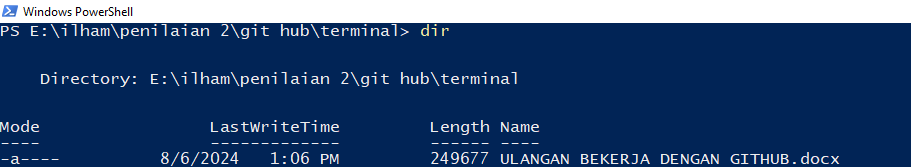 Windows PowerShell
PS E:\ilham\penilaian 2\git hub\terminal> dir
Directory: E:\ilham\penilaian 2\git hub\terminal
Mode LastWriteTime Length Name
---- ------------- ------ ----
-a---- 8/6/2024 1:06 PM 249677 ULANGAN BEKERJA DENGAN GITHUB.docx